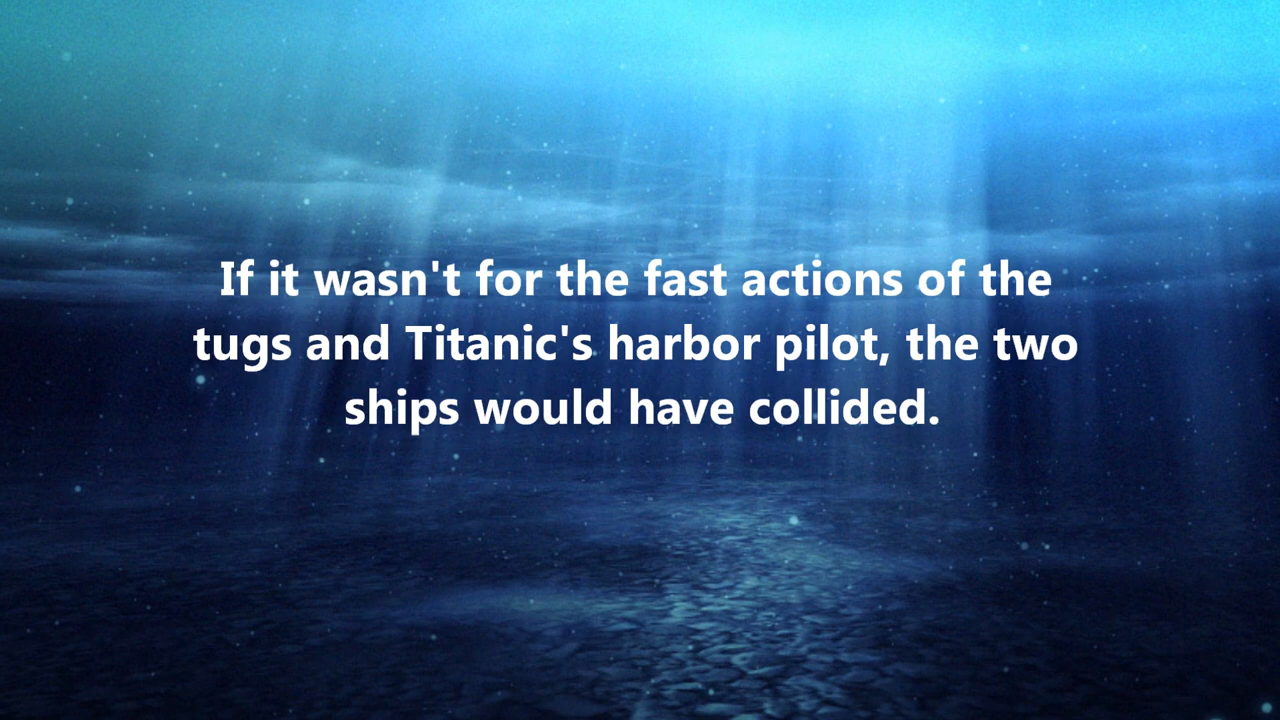 If it wasn't for the fast actions of the
tugs and Titanic's harbor pilot, the two
ships would have collided.